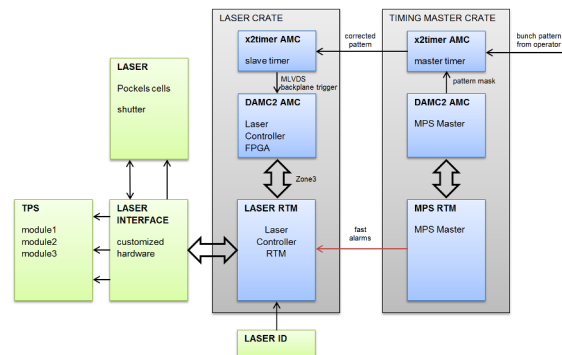 LASER CRATE
TIMING MASTER CRATE
x2timer AMC
slave timer
corrected
pattern
x2timer AMC
master timer
bunch pattern
from operator
LASER
Pockels cells
shutter
MLVDS
backplane trigger
pattern mask
DAMC2 AMC
Laser
Controller
FPGA
DAMC2 AMC
MPS Master
Zone3
TPS
module1
module2
module3
LASER
INTERFACE
customized
hardware
LASER RTM
Laser
Controller
RTM
fast
alarms
MPS RTM
MPS Master
LASER ID